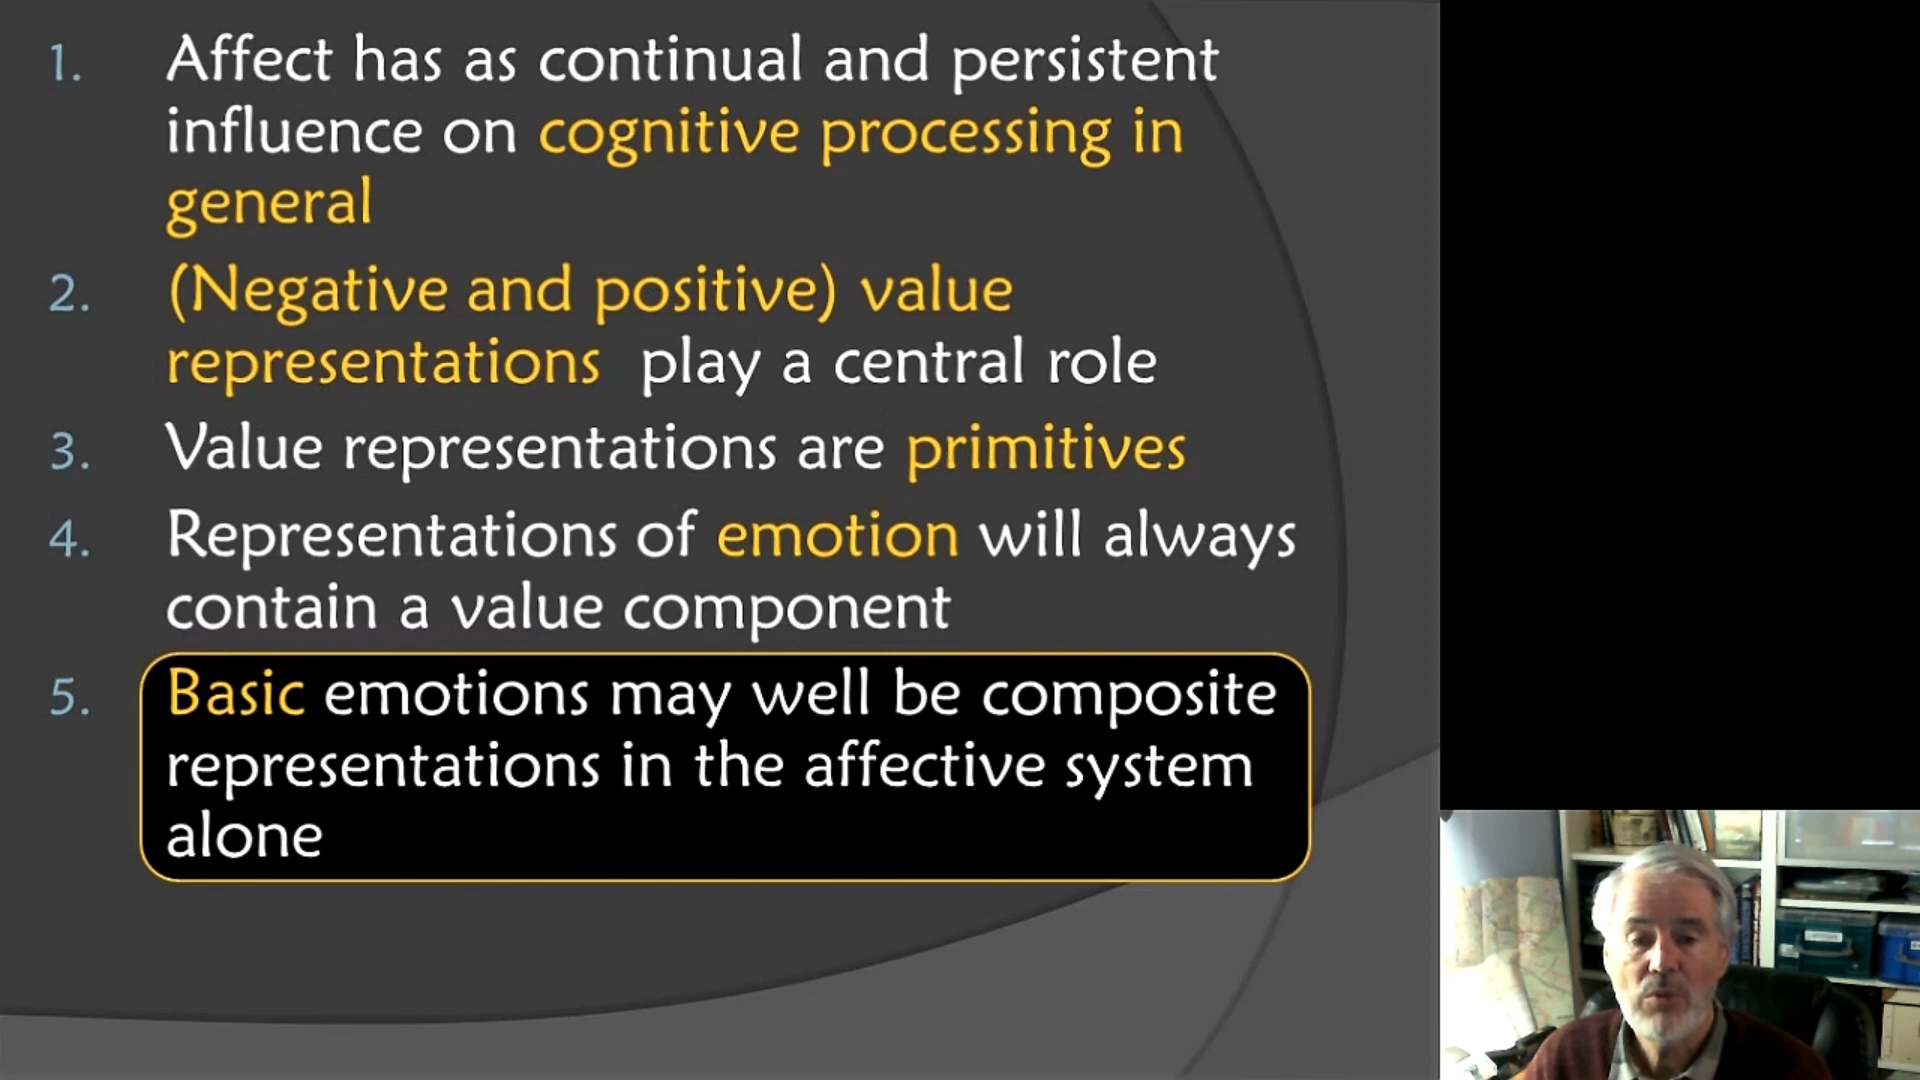 1. Affect has as continual and persistent
influence on cognitive processing in
general
2. (Negative and positive) value
representations play a central role
3. Value representations are primitives
4. Representations of emotion will always
contain a value component
5. Basic emotions may well be composite
representations in the affective system
alone